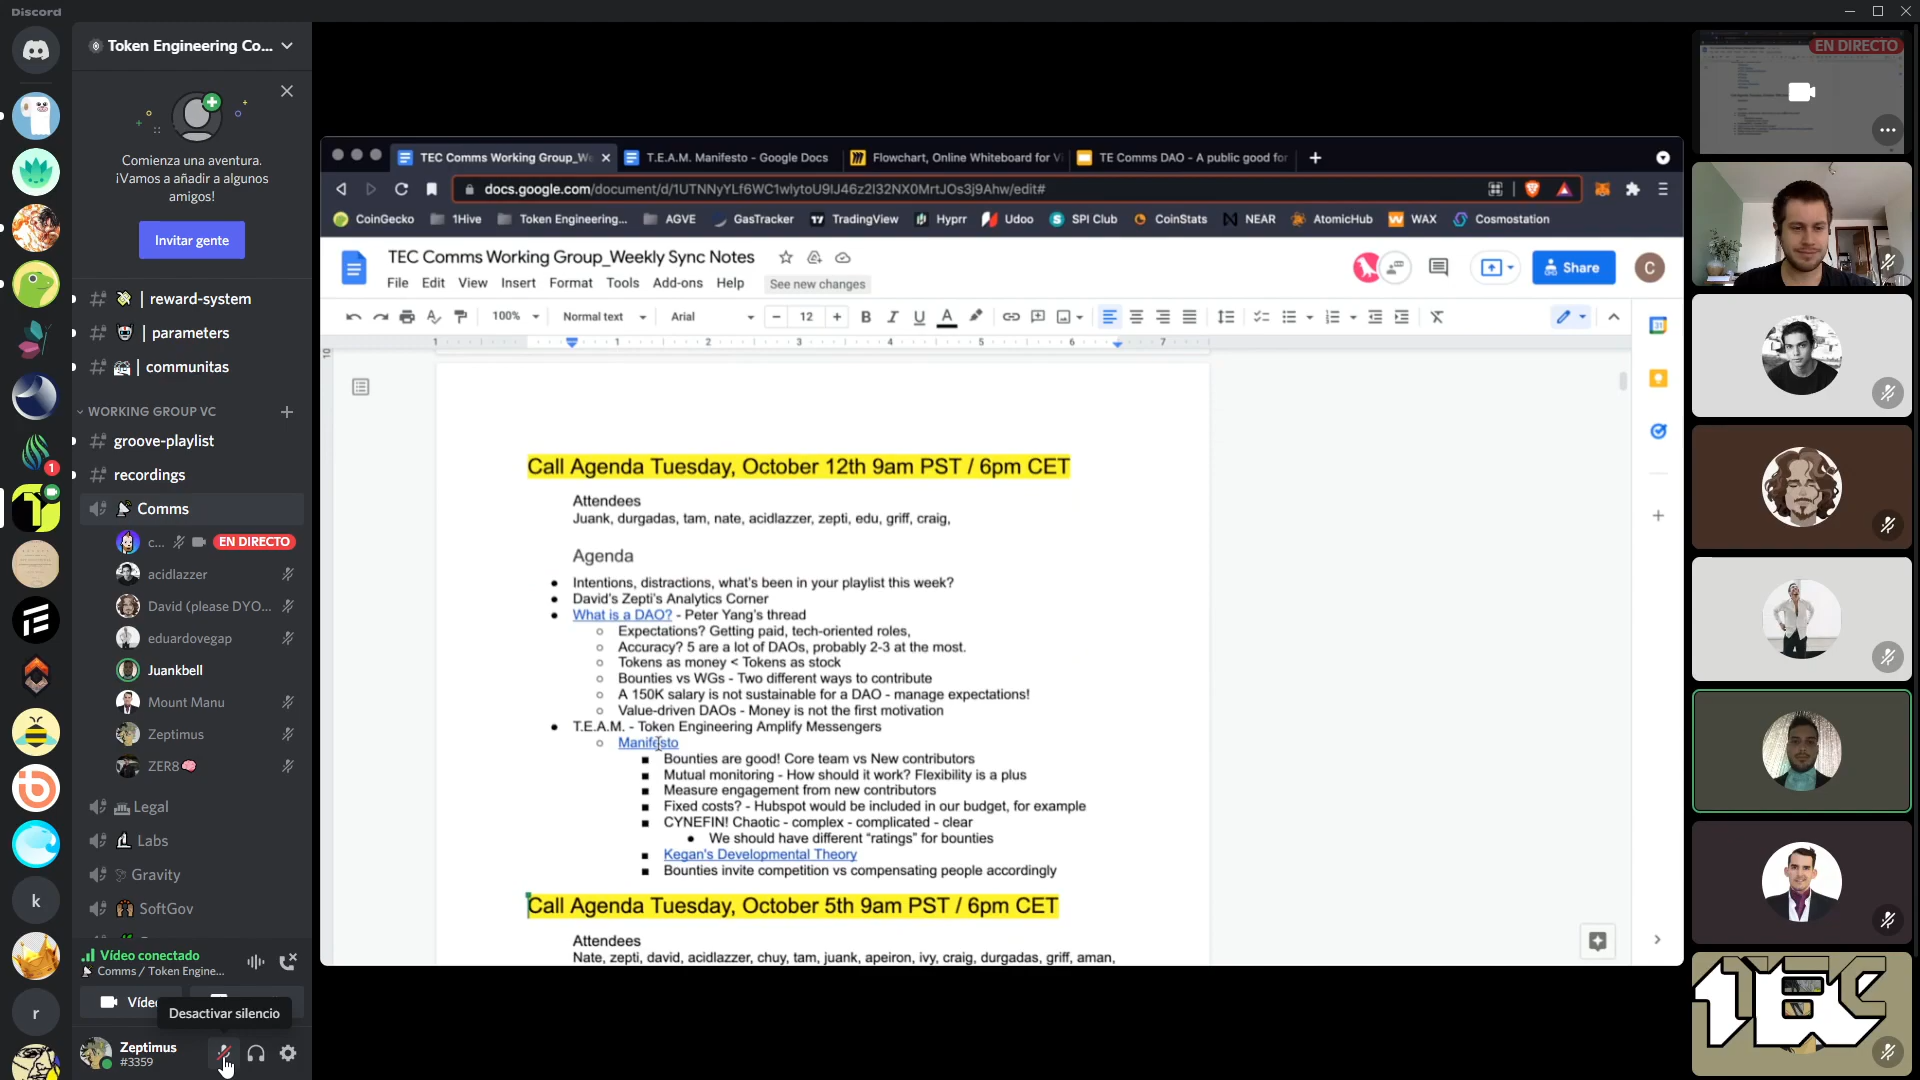 Discord
Token Engineering Co...
Comienza una aventura.
¡Vamos a añadir a algunos
amigos!
Invitar gente
reward-system
parameters
communitas
WORKING GROUP VC
groove-playlist
recordings
Comms
c... EN DIRECTO
acidlazzer
David (please DYO...
eduardovegap
Juankbell
Mount Manu
Zeptimus
ZER8
Legal
Labs
Gravity
SoftGov
1
k
r
Vídeo conectado
Comms / Token Engine...
Desactivar silencio
Zeptimus
#3359
TEC Comms Working Group_W
T.E.A.M. Manifesto - Google Docs
Flowchart, Online Whiteboard for Vi
TE Comms DAO - A public good for
docs.google.com/document/d/1UTNNyYLf6WC1wlytoU9IJ46z2I32NX0MrtJOs3j9Ahw/edit#
CoinGecko 1Hive Token Engineering... AGVE GasTracker TradingView Hyprr Udoo SPI Club CoinStats NEAR AtomicHub WAX Cosmostation
TEC Comms Working Group_Weekly Sync Notes
File Edit View Insert Format Tools Add-ons Help See new changes
Share
C
100% Normal text Arial 12 B I U A
1 1 2 3 4 5 6 7
Call Agenda Tuesday, October 12th 9am PST / 6pm CET
Attendees
Juank, durgadas, tam, nate, acidlazzer, zepti, edu, griff, craig,
Agenda
Intentions, distractions, what's been in your playlist this week?
David's Zepti's Analytics Corner
What is a DAO? - Peter Yang's thread
Expectations? Getting paid, tech-oriented roles,
Accuracy? 5 are a lot of DAOs, probably 2-3 at the most.
Tokens as money < Tokens as stock
Bounties vs WGs - Two different ways to contribute
A 150K salary is not sustainable for a DAO - manage expectations!
Value-driven DAOs - Money is not the first motivation
T.E.A.M. - Token Engineering Amplify Messengers
Manifesto
Bounties are good! Core team vs New contributors
Mutual monitoring - How should it work? Flexibility is a plus
Measure engagement from new contributors
Fixed costs? - Hubspot would be included in our budget, for example
CYNEFIN! Chaotic - complex - complicated - clear
We should have different "ratings" for bounties
Kegan's Developmental Theory
Bounties invite competition vs compensating people accordingly
Call Agenda Tuesday, October 5th 9am PST / 6pm CET
Attendees
Nate, zepti, david, acidlazzer, chuy, tam, juank, apeiron, ivy, craig, durgadas, griff, aman,
EN DIRECTO
TEC